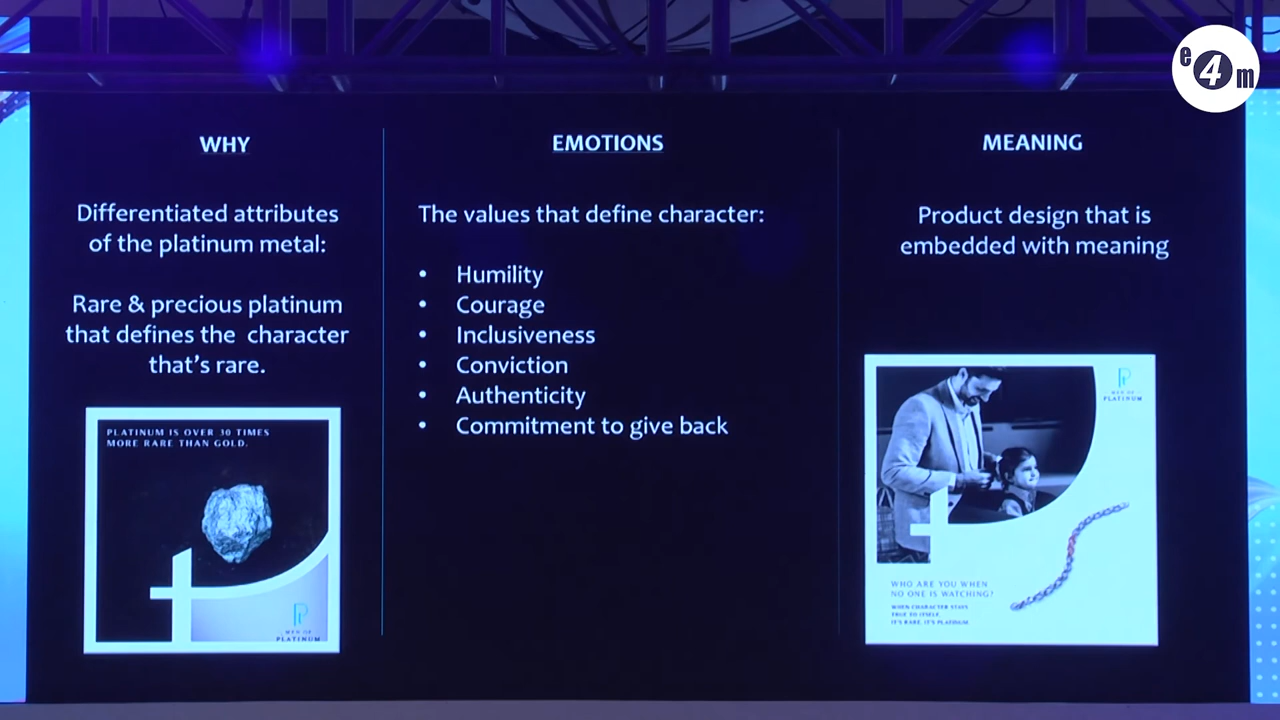 e4m
WHY
Differentiated attributes
of the platinum metal:
Rare & precious platinum
that defines the character
that's rare.
PLATINUM IS OVER 30 TIMES
MORE RARE THAN GOLD.
Pt
MEN OF
PLATINUM
EMOTIONS
The values that define character:
• Humility
• Courage
• Inclusiveness
• Conviction
• Authenticity
• Commitment to give back
MEANING
Product design that is
embedded with meaning
Pt
MEN OF
PLATINUM
WHO ARE YOU WHEN
NO ONE IS WATCHING?
WHEN CHARACTER STAYS
TRUE TO ITSELF,
IT'S RARE, IT'S PLATINUM.